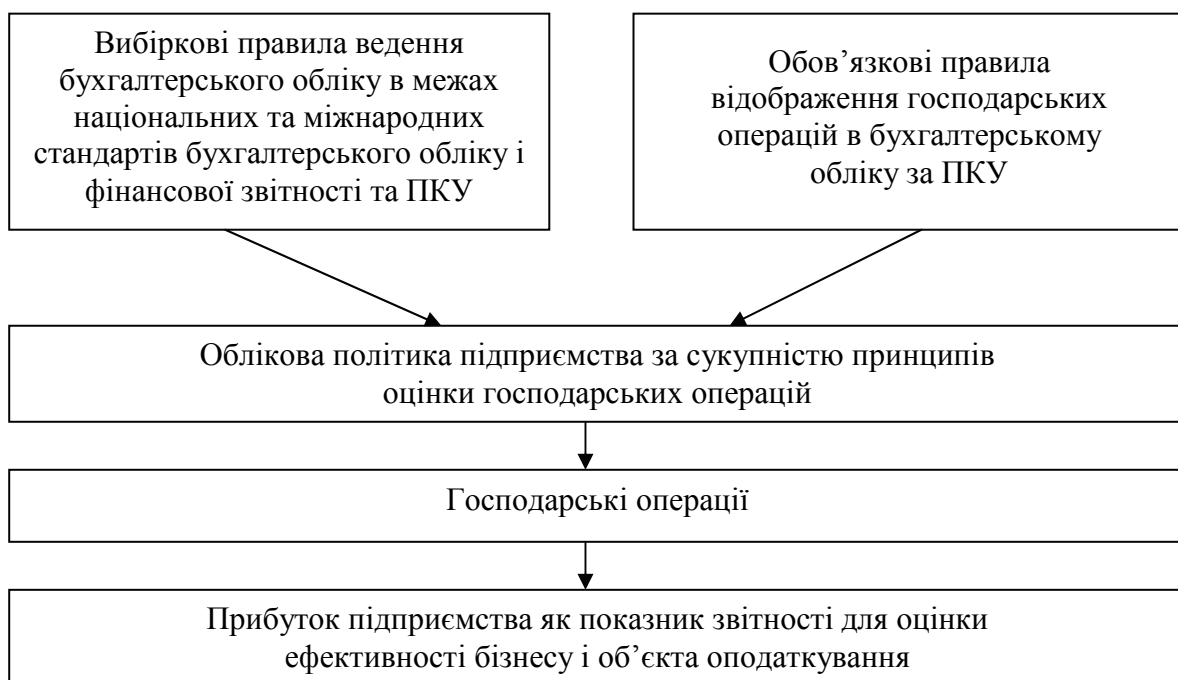 Вибіркові правила ведення
бухгалтерського обліку в межах
національних та міжнародних
стандартів бухгалтерського обліку і
фінансової звітності та ПКУ
Обов’язкові правила
відображення господарських
операцій в бухгалтерському
обліку за ПКУ
Облікова політика підприємства за сукупністю принципів
оцінки господарських операцій
Господарські операції
Прибуток підприємства як показник звітності для оцінки
ефективності бізнесу і об’єкта оподаткування